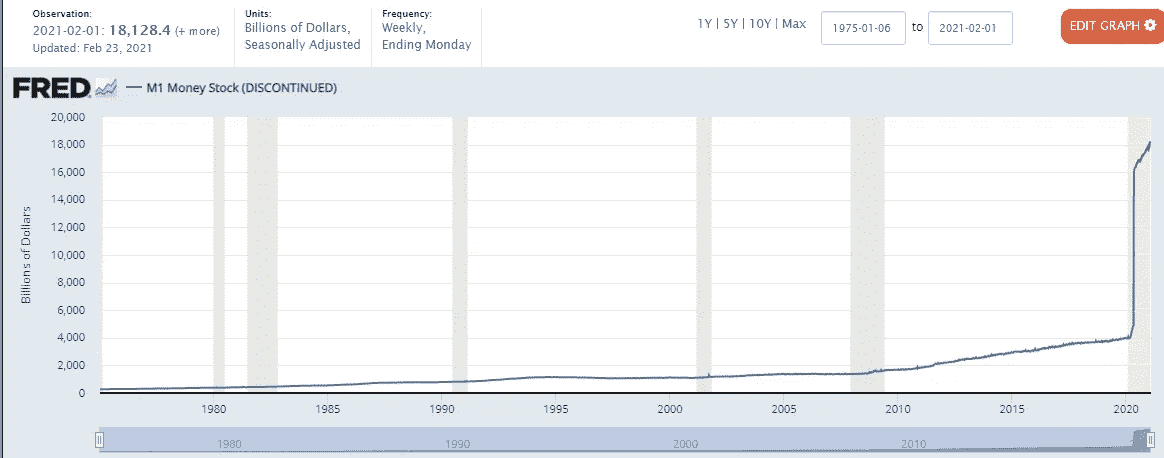 Observation:
2021-02-01: 18,128.4 (+ more)
Updated: Feb 23, 2021
Units:
Billions of Dollars,
Seasonally Adjusted
Frequency:
Weekly,
Ending Monday
1Y | 5Y | 10Y | Max
1975-01-06 to 2021-02-01
EDIT GRAPH
FRED
M1 Money Stock (DISCONTINUED)
Billions of Dollars
20,000
18,000
16,000
14,000
12,000
10,000
8,000
6,000
4,000
2,000
0
1980 1985 1990 1995 2000 2005 2010 2015 2020
1980 1990 2000 2010